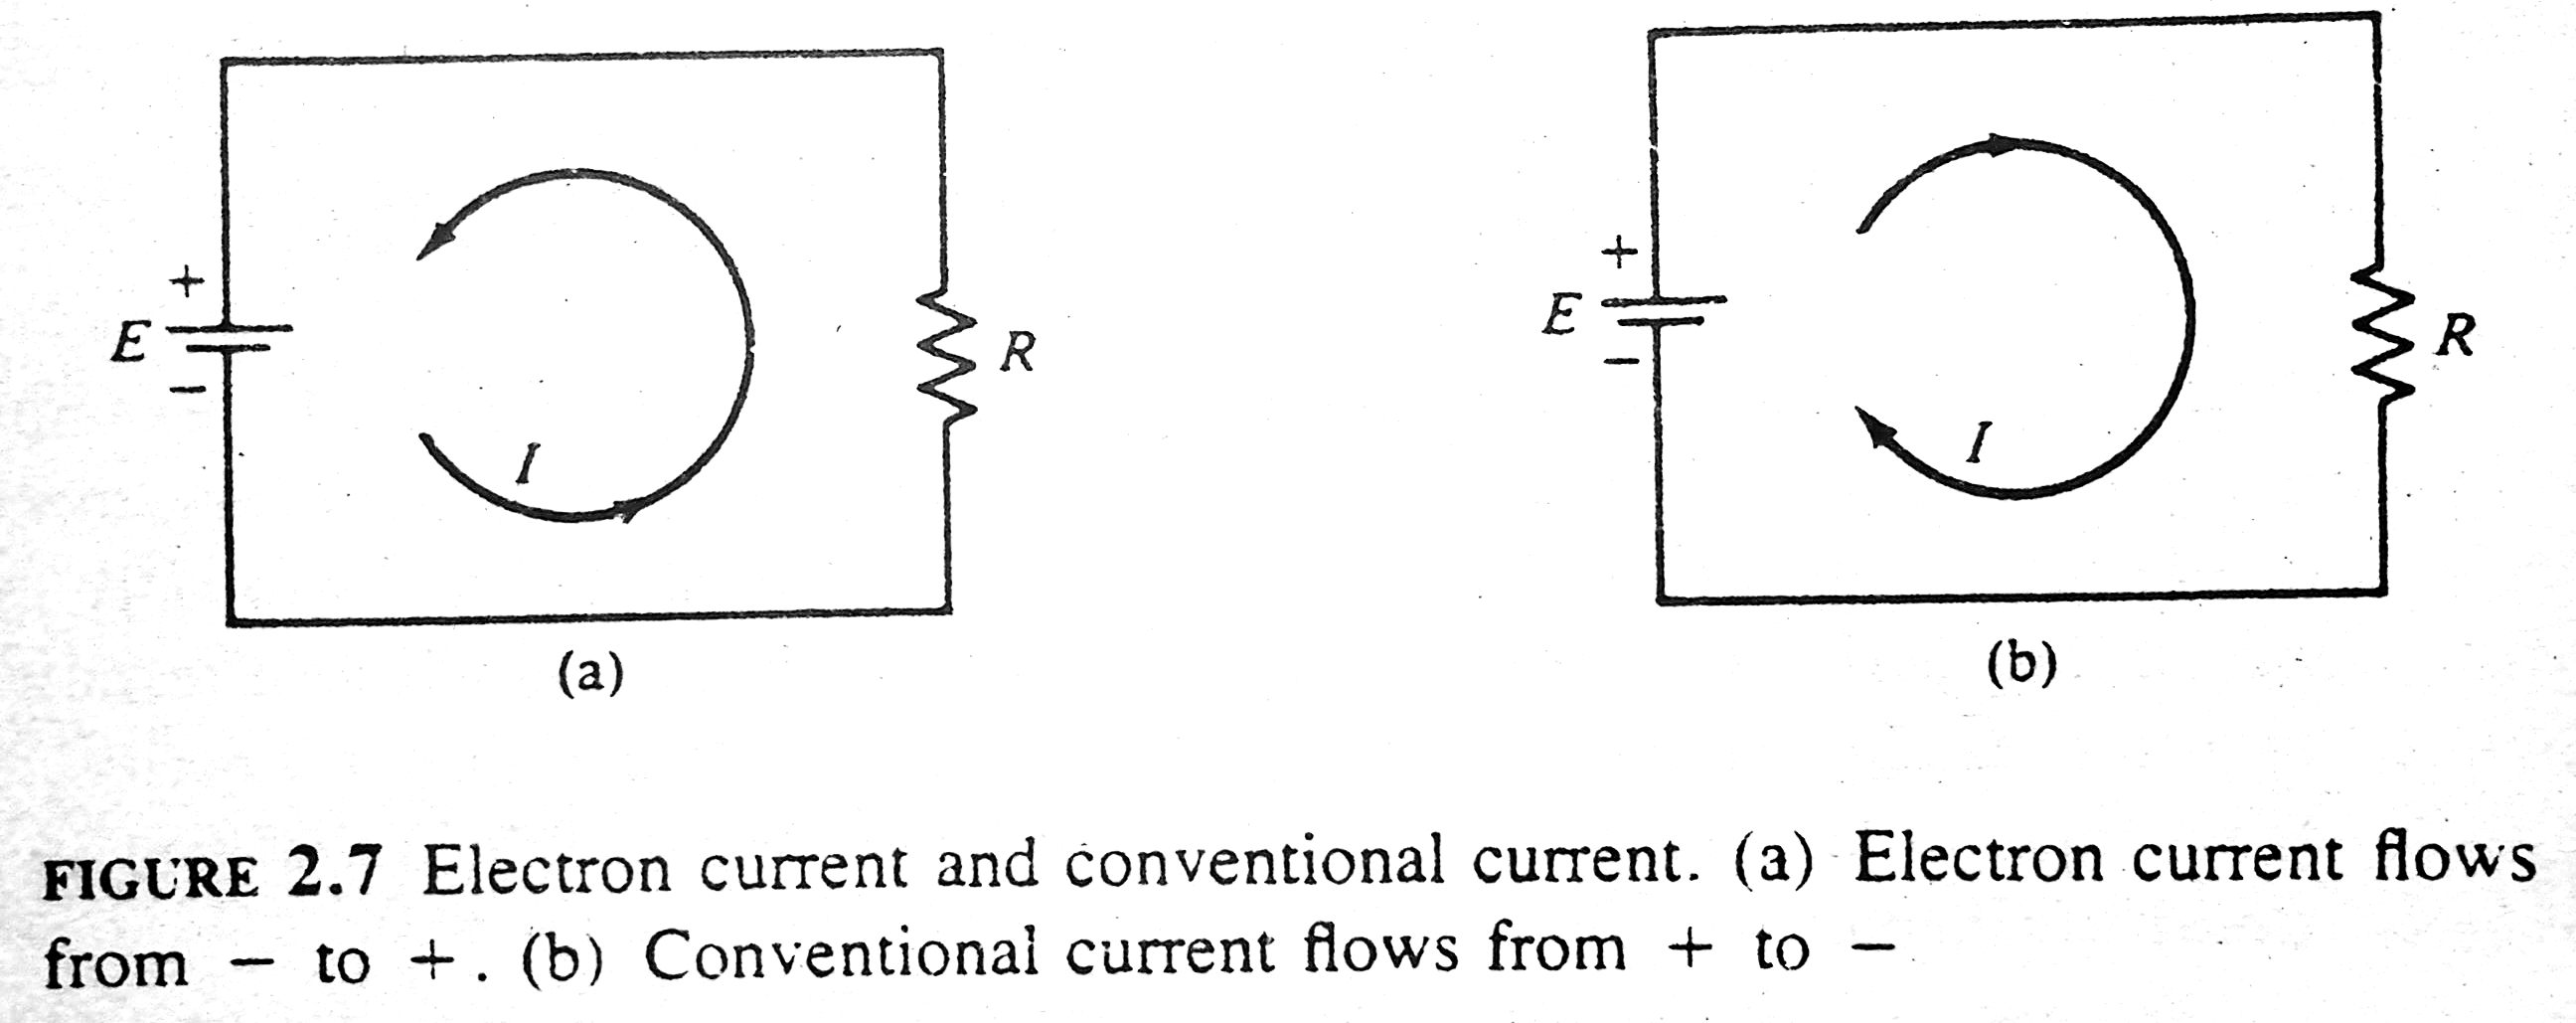 +
E
−
I
R
(a)
+
E
−
I
R
(b)
FIGURE 2.7 Electron current and conventional current. (a) Electron current flows
from − to +. (b) Conventional current flows from + to −